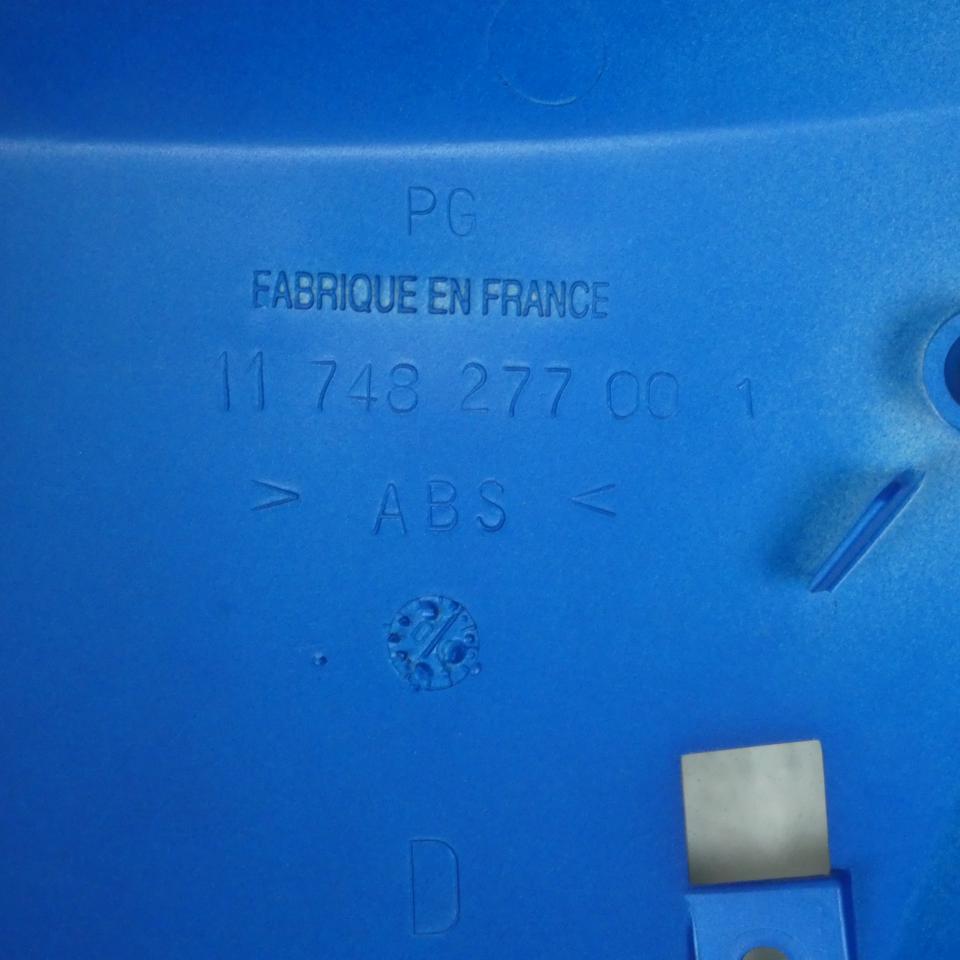 PG
FABRIQUE EN FRANCE
11 748 277 00 1
> ABS <
D